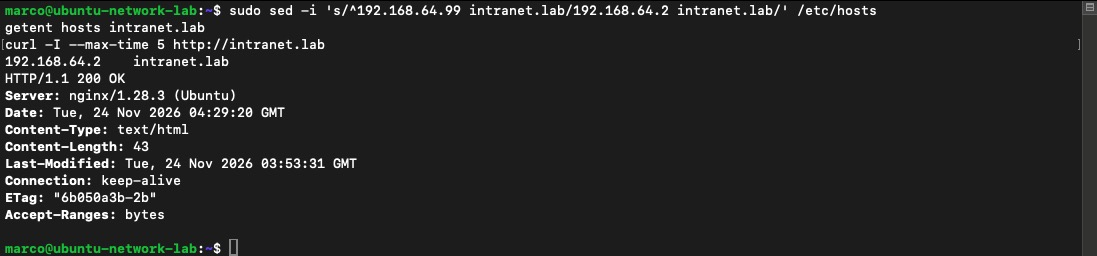 marco@ubuntu-network-lab:~$ sudo sed -i 's/^192.168.64.99 intranet.lab/192.168.64.2 intranet.lab/' /etc/hosts
getent hosts intranet.lab
[curl -I --max-time 5 http://intranet.lab ]
192.168.64.2    intranet.lab
HTTP/1.1 200 OK
Server: nginx/1.28.3 (Ubuntu)
Date: Tue, 24 Nov 2026 04:29:20 GMT
Content-Type: text/html
Content-Length: 43
Last-Modified: Tue, 24 Nov 2026 03:53:31 GMT
Connection: keep-alive
ETag: "6b050a3b-2b"
Accept-Ranges: bytes
marco@ubuntu-network-lab:~$